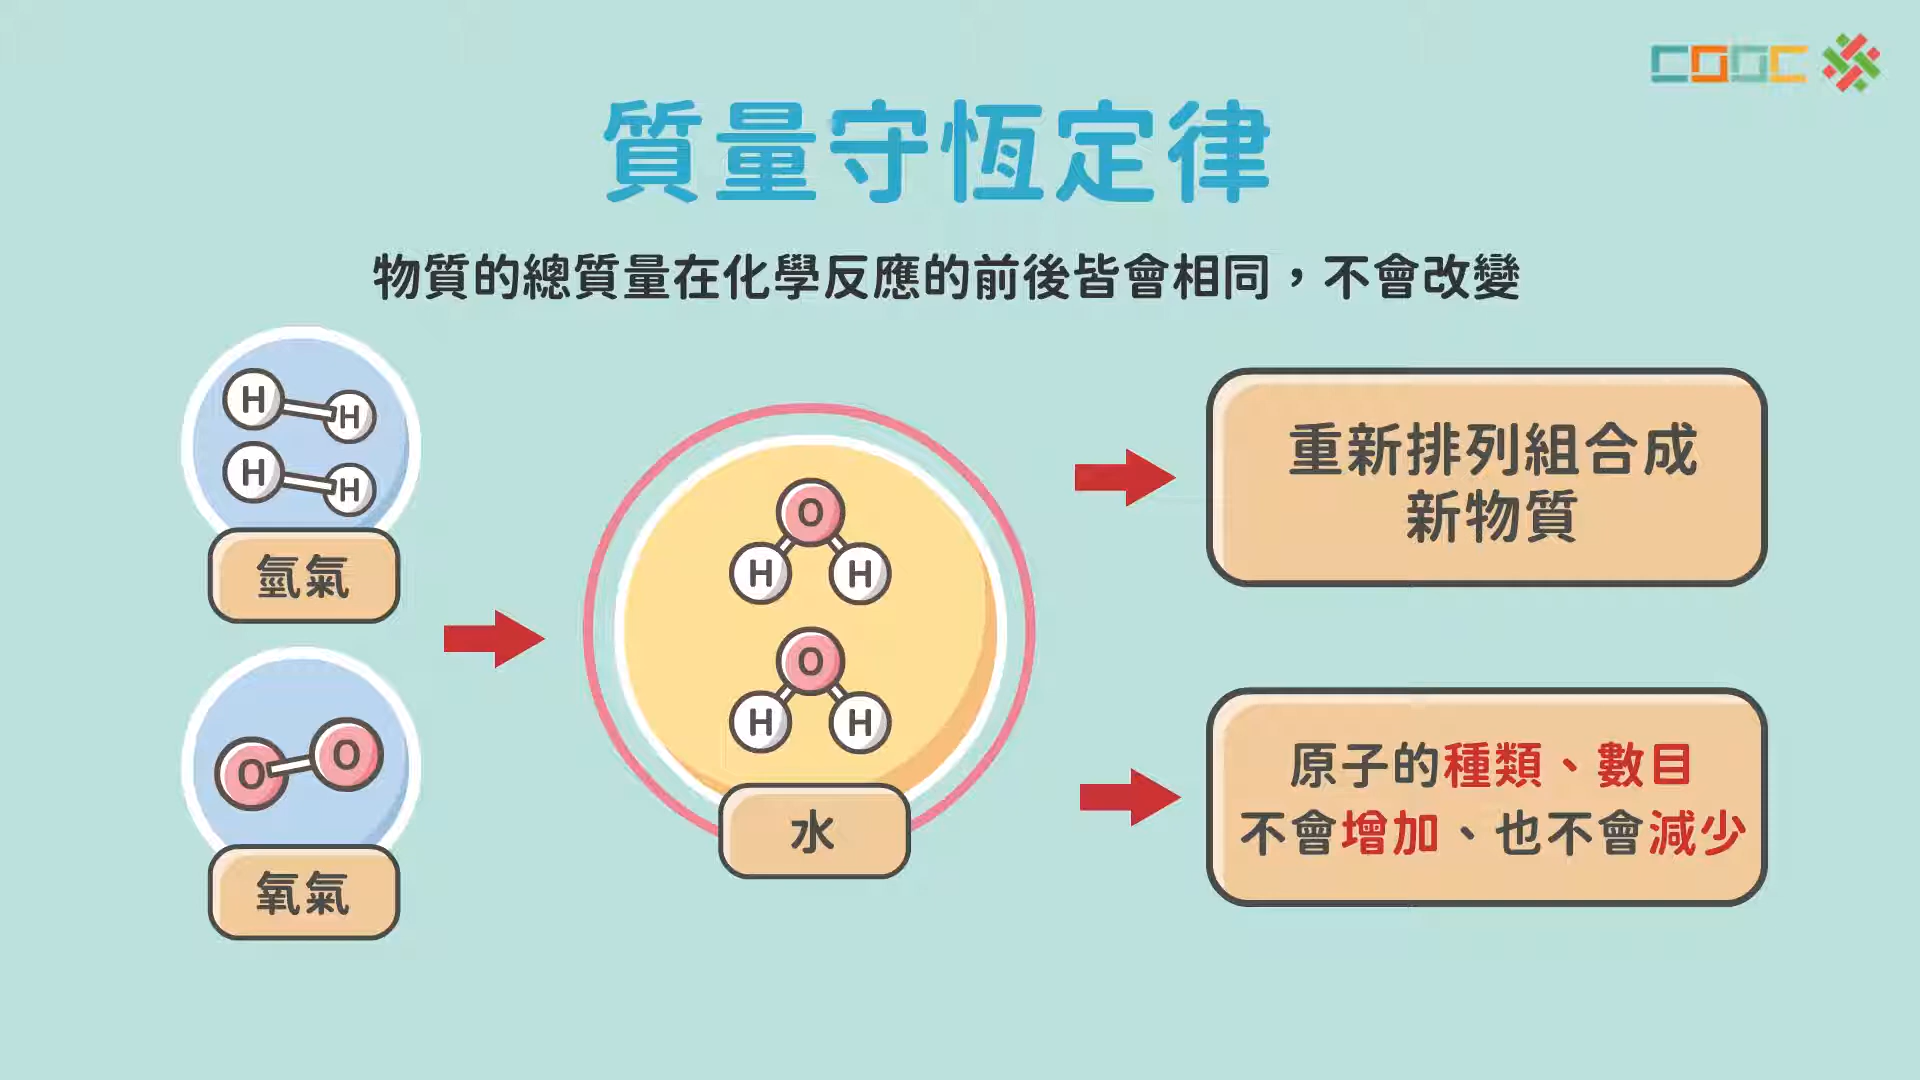 COOC
質量守恆定律
物質的總質量在化學反應的前後皆會相同，不會改變
H H
H H
氫氣
O O
氧氣
O
H H
O
H H
水
重新排列組合成
新物質
原子的種類、數目
不會增加、也不會減少